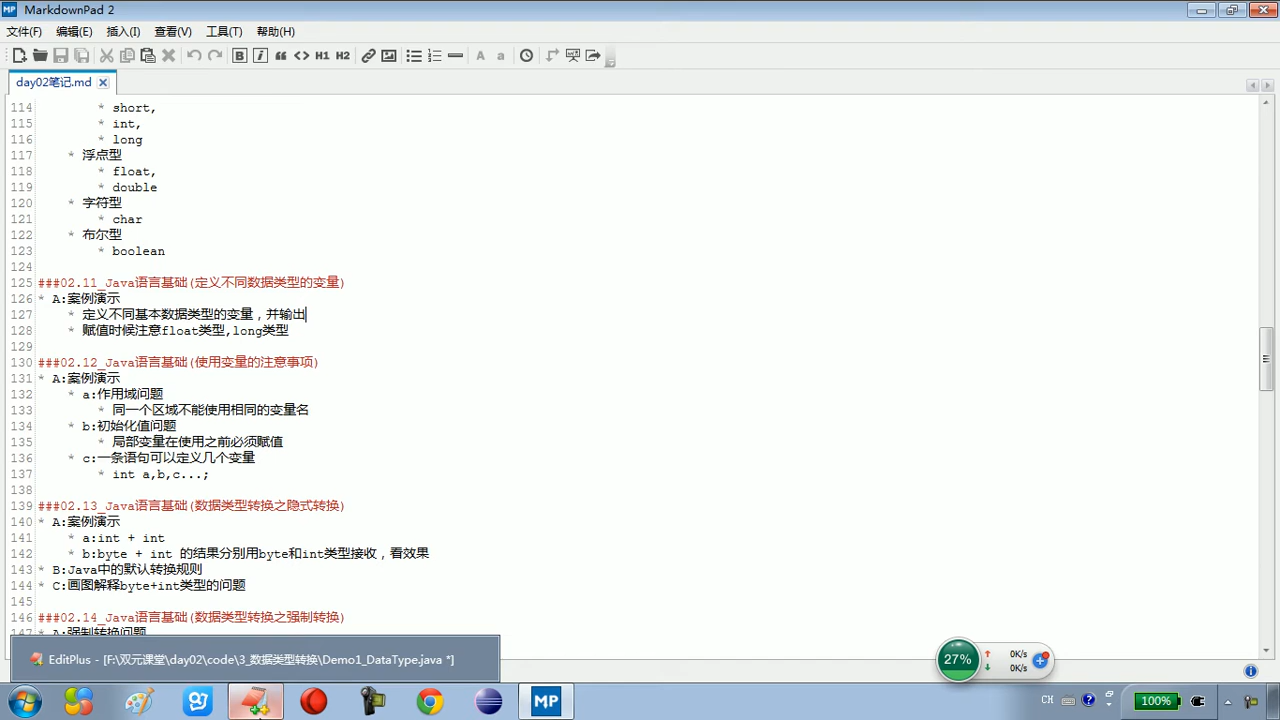 MarkdownPad 2
文件(F) 编辑(E) 插入(I) 查看(V) 工具(T) 帮助(H)
B I “ <> H1 H2 A a
day02笔记.md
114 * short,
115 * int,
116 * long
117 * 浮点型
118 * float,
119 * double
120 * 字符型
121 * char
122 * 布尔型
123 * boolean
124
125 ###02.11_Java语言基础(定义不同数据类型的变量)
126 * A:案例演示
127 * 定义不同基本数据类型的变量，并输出
128 * 赋值时候注意float类型,long类型
129
130 ###02.12_Java语言基础(使用变量的注意事项)
131 * A:案例演示
132 * a:作用域问题
133 * 同一个区域不能使用相同的变量名
134 * b:初始化值问题
135 * 局部变量在使用之前必须赋值
136 * c:一条语句可以定义几个变量
137 * int a,b,c...;
138
139 ###02.13_Java语言基础(数据类型转换之隐式转换)
140 * A:案例演示
141 * a:int + int
142 * b:byte + int 的结果分别用byte和int类型接收，看效果
143 * B:Java中的默认转换规则
144 * C:画图解释byte+int类型的问题
145
146 ###02.14_Java语言基础(数据类型转换之强制转换)
147 * A:强制转换问题
EditPlus - [F:\双元课堂\day02\code\3_数据类型转换\Demo1_DataType.java *]
27% 0K/s
0K/s
MP CH 100%